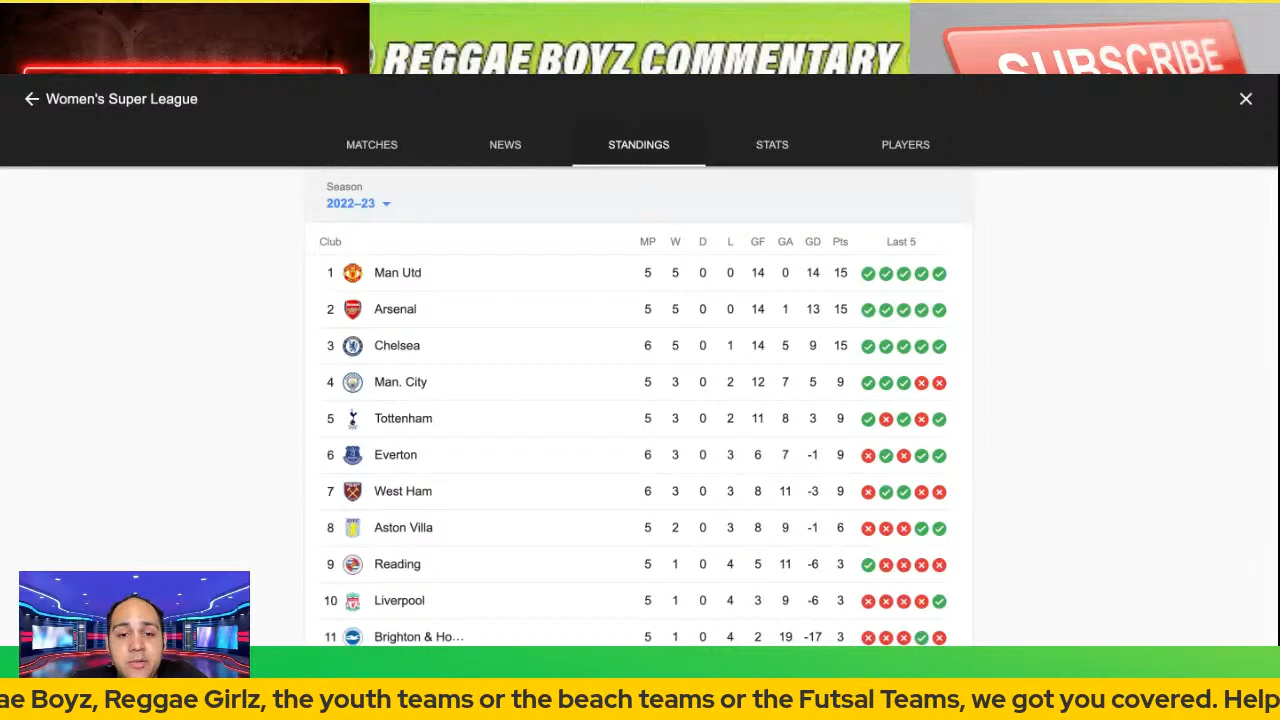 REGGAE BOYZ COMMENTARY
SUBSCRIBE
Women's Super League
MATCHES NEWS STANDINGS STATS PLAYERS
Season
2022–23
Club MP W D L GF GA GD Pts Last 5
1 Man Utd 5 5 0 0 14 0 14 15
2 Arsenal 5 5 0 0 14 1 13 15
3 Chelsea 6 5 0 1 14 5 9 15
4 Man. City 5 3 0 2 12 7 5 9
5 Tottenham 5 3 0 2 11 8 3 9
6 Everton 6 3 0 3 6 7 -1 9
7 West Ham 6 3 0 3 8 11 -3 9
8 Aston Villa 5 2 0 3 8 9 -1 6
9 Reading 5 1 0 4 5 11 -6 3
10 Liverpool 5 1 0 4 3 9 -6 3
11 Brighton & Ho... 5 1 0 4 2 19 -17 3
ae Boyz, Reggae Girlz, the youth teams or the beach teams or the Futsal Teams, we got you covered. Help